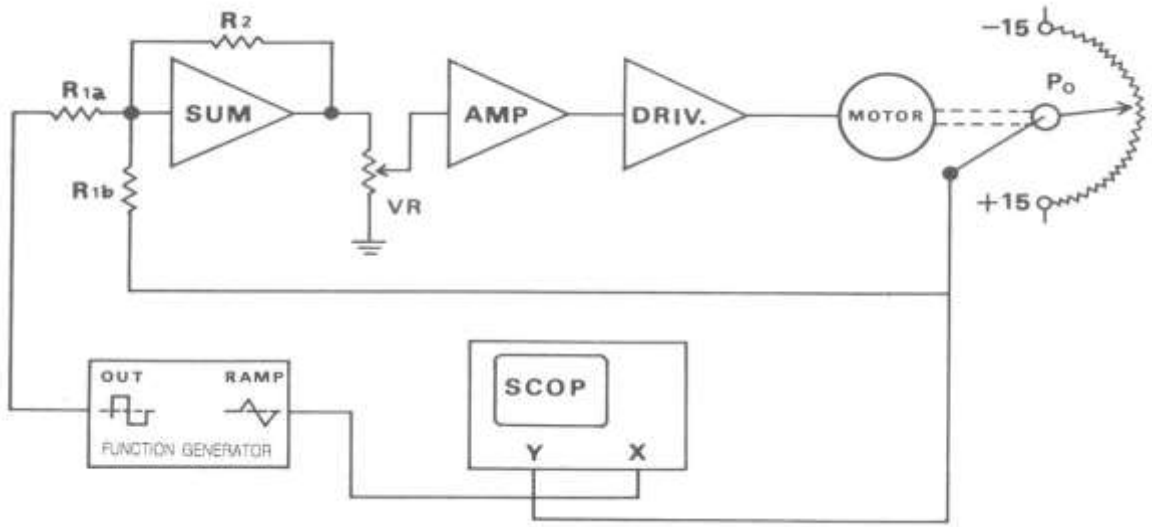 R2
R1a
SUM
AMP
DRIV.
MOTOR
-15
Po
+15
R1b
VR
OUT RAMP
FUNCTION GENERATOR
SCOP
Y X